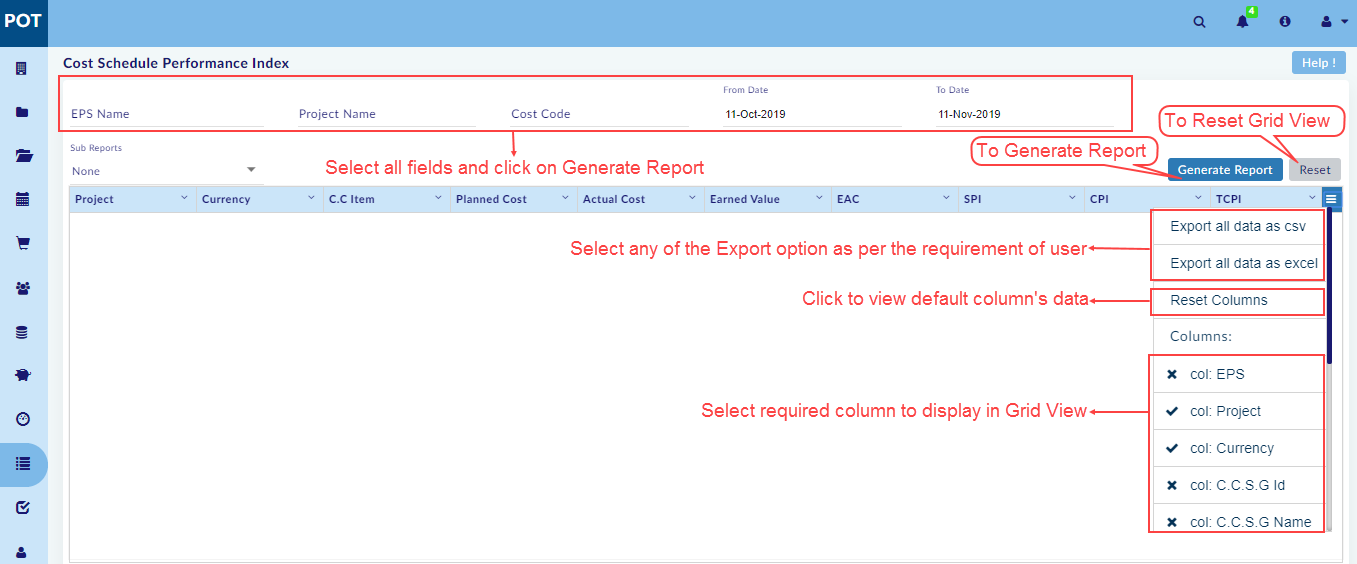 POT
4
Cost Schedule Performance Index
Help !
From Date
To Date
EPS Name
Project Name
Cost Code
11-Oct-2019
11-Nov-2019
To Reset Grid View
Sub Reports
To Generate Report
Select all fields and click on Generate Report
None
Generate Report
Reset
Project
Currency
C.C Item
Planned Cost
Actual Cost
Earned Value
EAC
SPI
CPI
TCPI
Export all data as csv
Select any of the Export option as per the requirement of user
Export all data as excel
Click to view default column's data
Reset Columns
Columns:
col: EPS
Select required column to display in Grid View
col: Project
col: Currency
col: C.C.S.G Id
col: C.C.S.G Name